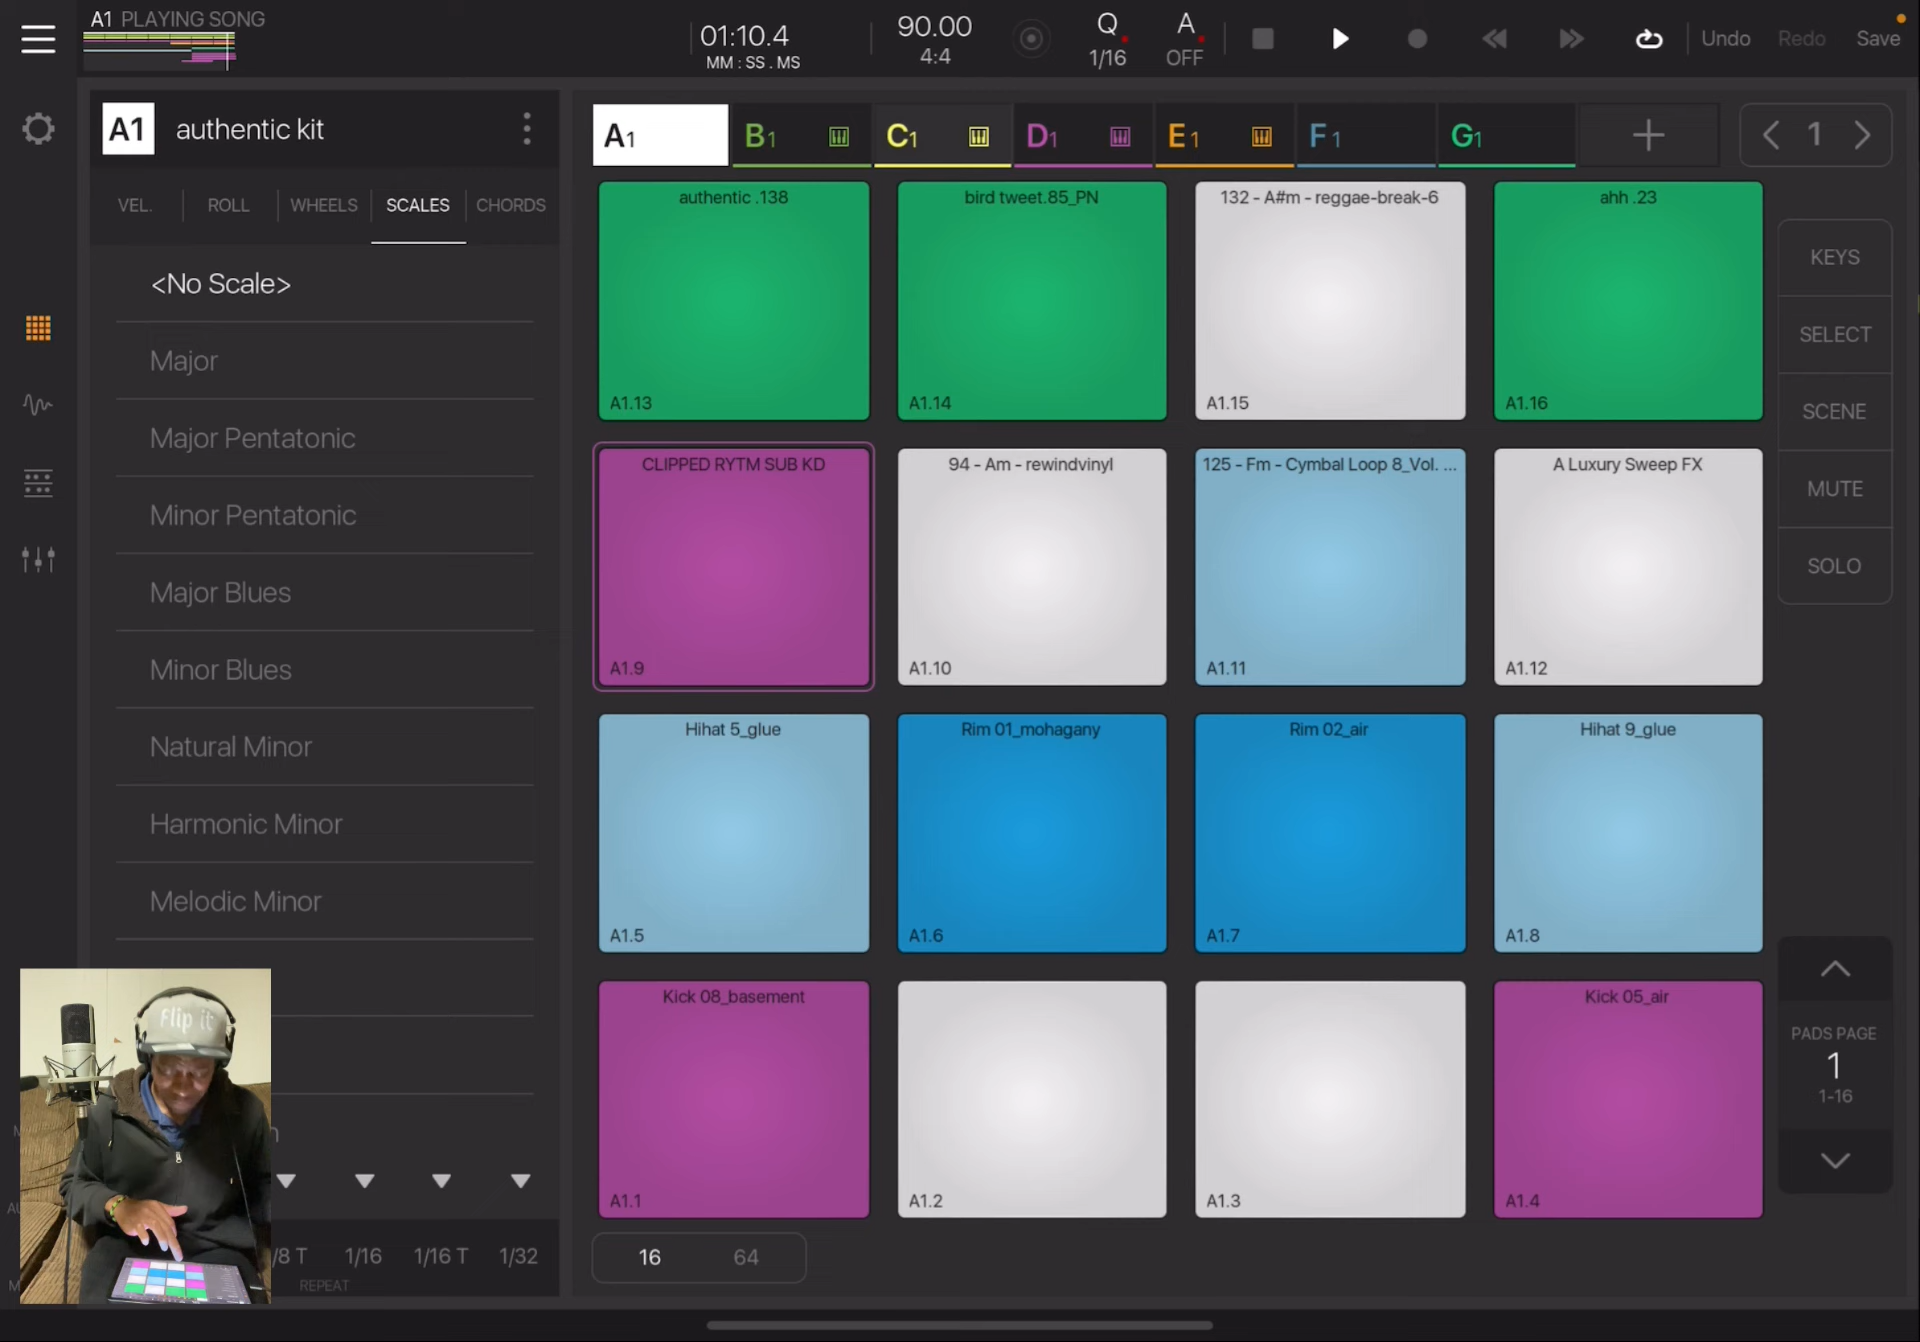 A1 PLAYING SONG
01:10.4
MM : SS . MS
90.00
4:4
Q
1/16
A
OFF
Undo
Redo
Save
A1
authentic kit
VEL.
ROLL
WHEELS
SCALES
CHORDS
<No Scale>
Major
Major Pentatonic
Minor Pentatonic
Major Blues
Minor Blues
Natural Minor
Harmonic Minor
Melodic Minor
/8 T
1/16
1/16 T
1/32
REPEAT
Flip it
A1
B1
C1
D1
E1
F1
G1
+
1
authentic .138
A1.13
bird tweet.85_PN
A1.14
132 - A#m - reggae-break-6
A1.15
ahh .23
A1.16
CLIPPED RYTM SUB KD
A1.9
94 - Am - rewindvinyl
A1.10
125 - Fm - Cymbal Loop 8_Vol. ...
A1.11
A Luxury Sweep FX
A1.12
Hihat 5_glue
A1.5
Rim 01_mohagany
A1.6
Rim 02_air
A1.7
Hihat 9_glue
A1.8
Kick 08_basement
A1.1
A1.2
A1.3
Kick 05_air
A1.4
16
64
KEYS
SELECT
SCENE
MUTE
SOLO
PADS PAGE
1
1-16